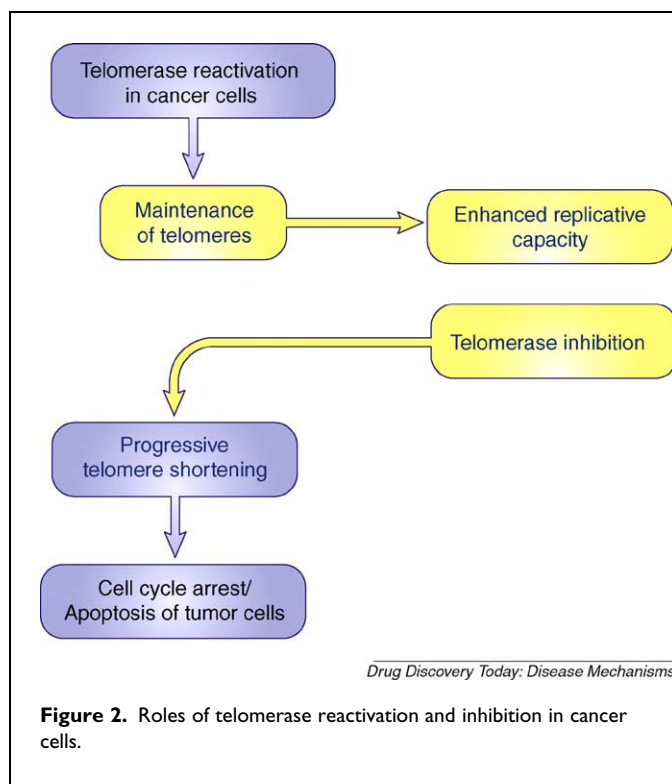 Telomerase reactivation
in cancer cells
Maintenance
of telomeres
Enhanced replicative
capacity
Telomerase inhibition
Progressive
telomere shortening
Cell cycle arrest/
Apoptosis of tumor cells
Drug Discovery Today: Disease Mechanisms
Figure 2. Roles of telomerase reactivation and inhibition in cancer
cells.